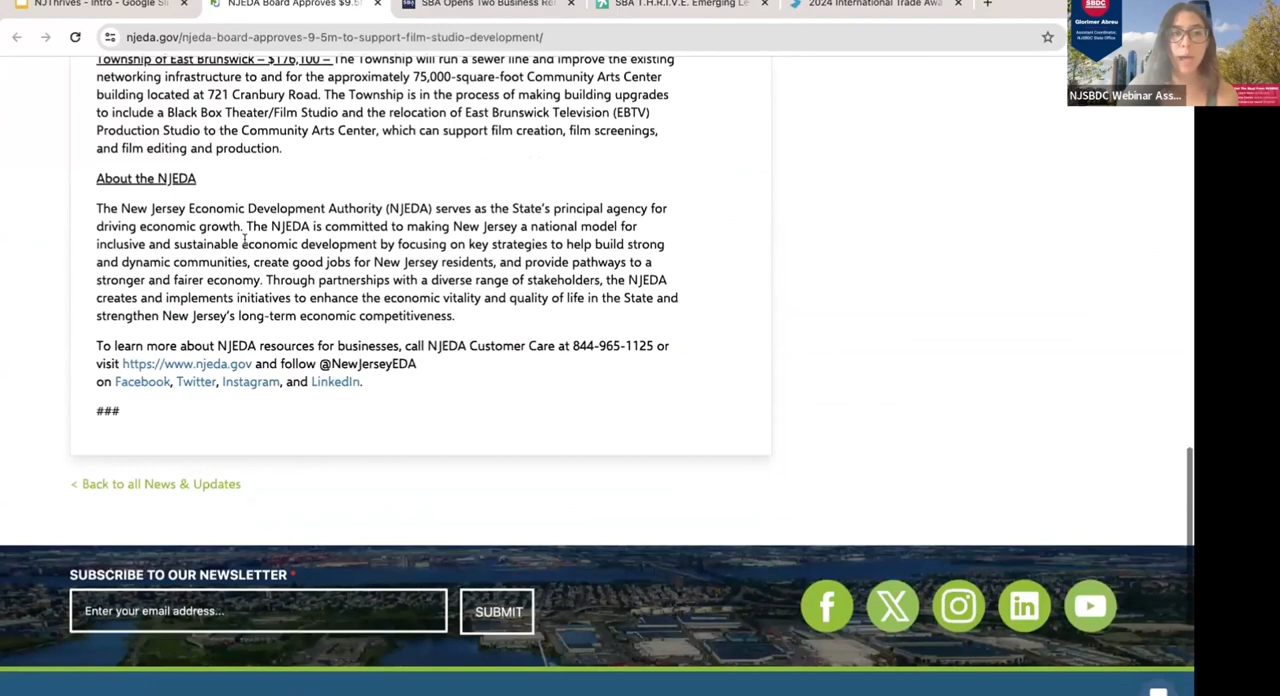 NJThrives - Intro - Google Sli
NJEDA Board Approves $9.5
SBA Opens Two Business Re
SBA T.H.R.I.V.E. Emerging Le
2024 International Trade Awa
njeda.gov/njeda-board-approves-9-5m-to-support-film-studio-development/
SBDC
Glorimer Abreu
Assistant Coordinator,
NJSBDC State Office
NJSBDC Webinar Ass...
Township of East Brunswick – $176,100 – The Township will run a sewer line and improve the existing
networking infrastructure to and for the approximately 75,000-square-foot Community Arts Center
building located at 721 Cranbury Road. The Township is in the process of making building upgrades
to include a Black Box Theater/Film Studio and the relocation of East Brunswick Television (EBTV)
Production Studio to the Community Arts Center, which can support film creation, film screenings,
and film editing and production.
About the NJEDA
The New Jersey Economic Development Authority (NJEDA) serves as the State's principal agency for
driving economic growth. The NJEDA is committed to making New Jersey a national model for
inclusive and sustainable economic development by focusing on key strategies to help build strong
and dynamic communities, create good jobs for New Jersey residents, and provide pathways to a
stronger and fairer economy. Through partnerships with a diverse range of stakeholders, the NJEDA
creates and implements initiatives to enhance the economic vitality and quality of life in the State and
strengthen New Jersey's long-term economic competitiveness.
To learn more about NJEDA resources for businesses, call NJEDA Customer Care at 844-965-1125 or
visit https://www.njeda.gov and follow @NewJerseyEDA
on Facebook, Twitter, Instagram, and LinkedIn.
###
< Back to all News & Updates
SUBSCRIBE TO OUR NEWSLETTER *
Enter your email address...
SUBMIT